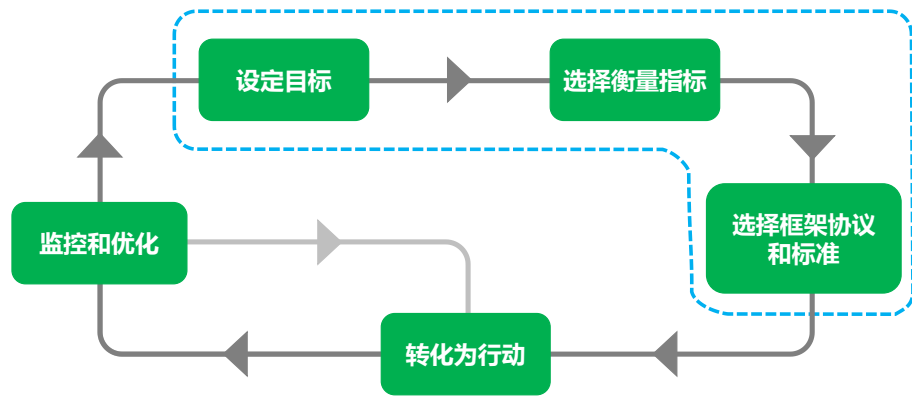 设定目标
选择衡量指标
选择框架协议
和标准
监控和优化
转化为行动